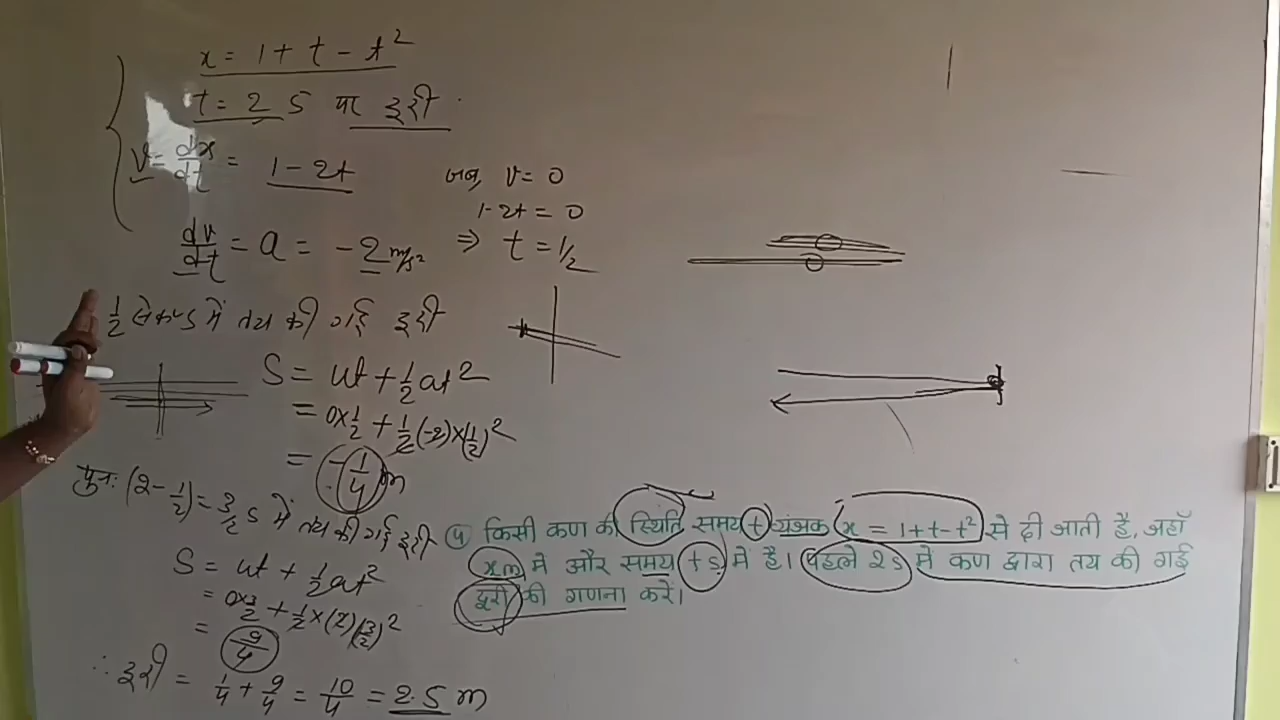 x = 1 + t - t²
t = 2 S पर दूरी
v = dx/dt = 1 - 2t
जब, v = 0
1 - 2t = 0
dv/dt = a = -2 m/s²
⇒ t = 1/2
1/2 सेकण्ड में तय की गई दूरी
S = ut + 1/2 at²
= 0 × 1/2 + 1/2 (-2) × (1/2)²
= -1/4 m
पुनः (2 - 1/2) = 3/2 S में तय की गई दूरी
S = ut + 1/2 at²
= 0 × 3/2 + 1/2 × (2) (3/2)²
= 9/4
∴ दूरी = 1/4 + 9/4 = 10/4 = 2.5 m
किसी कण की स्थिति समय t व्यंजक x = 1+t-t² से दी जाती है, जहाँ
x m में और समय t s में है। पहले 2s में कण द्वारा तय की गई
दूरी की गणना करें।